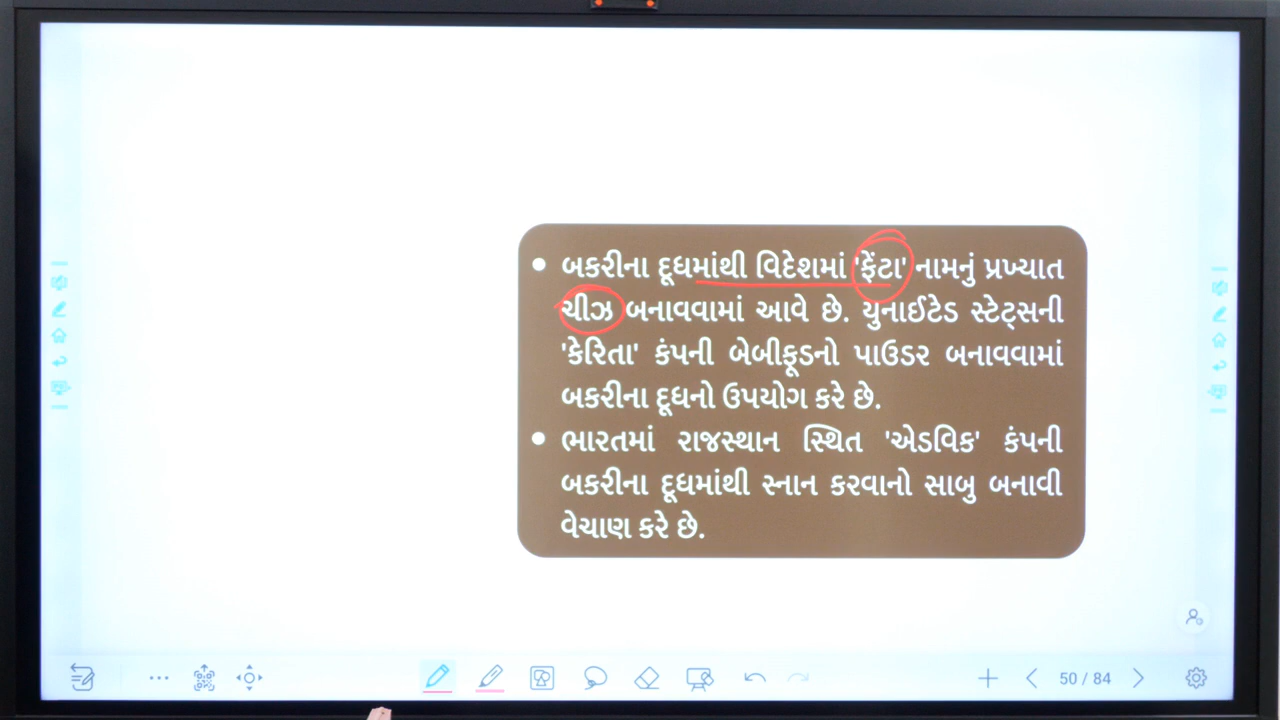 • બકરીના દૂધમાંથી વિદેશમાં 'ફેંટા' નામનું પ્રખ્યાત
ચીઝ બનાવવામાં આવે છે. યુનાઈટેડ સ્ટેટ્સની
'કેરિતા' કંપની બેબીફૂડનો પાઉડર બનાવવામાં
બકરીના દૂધનો ઉપયોગ કરે છે.
• ભારતમાં રાજસ્થાન સ્થિત 'એડવિક' કંપની
બકરીના દૂધમાંથી સ્નાન કરવાનો સાબુ બનાવી
વેચાણ કરે છે.
50 / 84